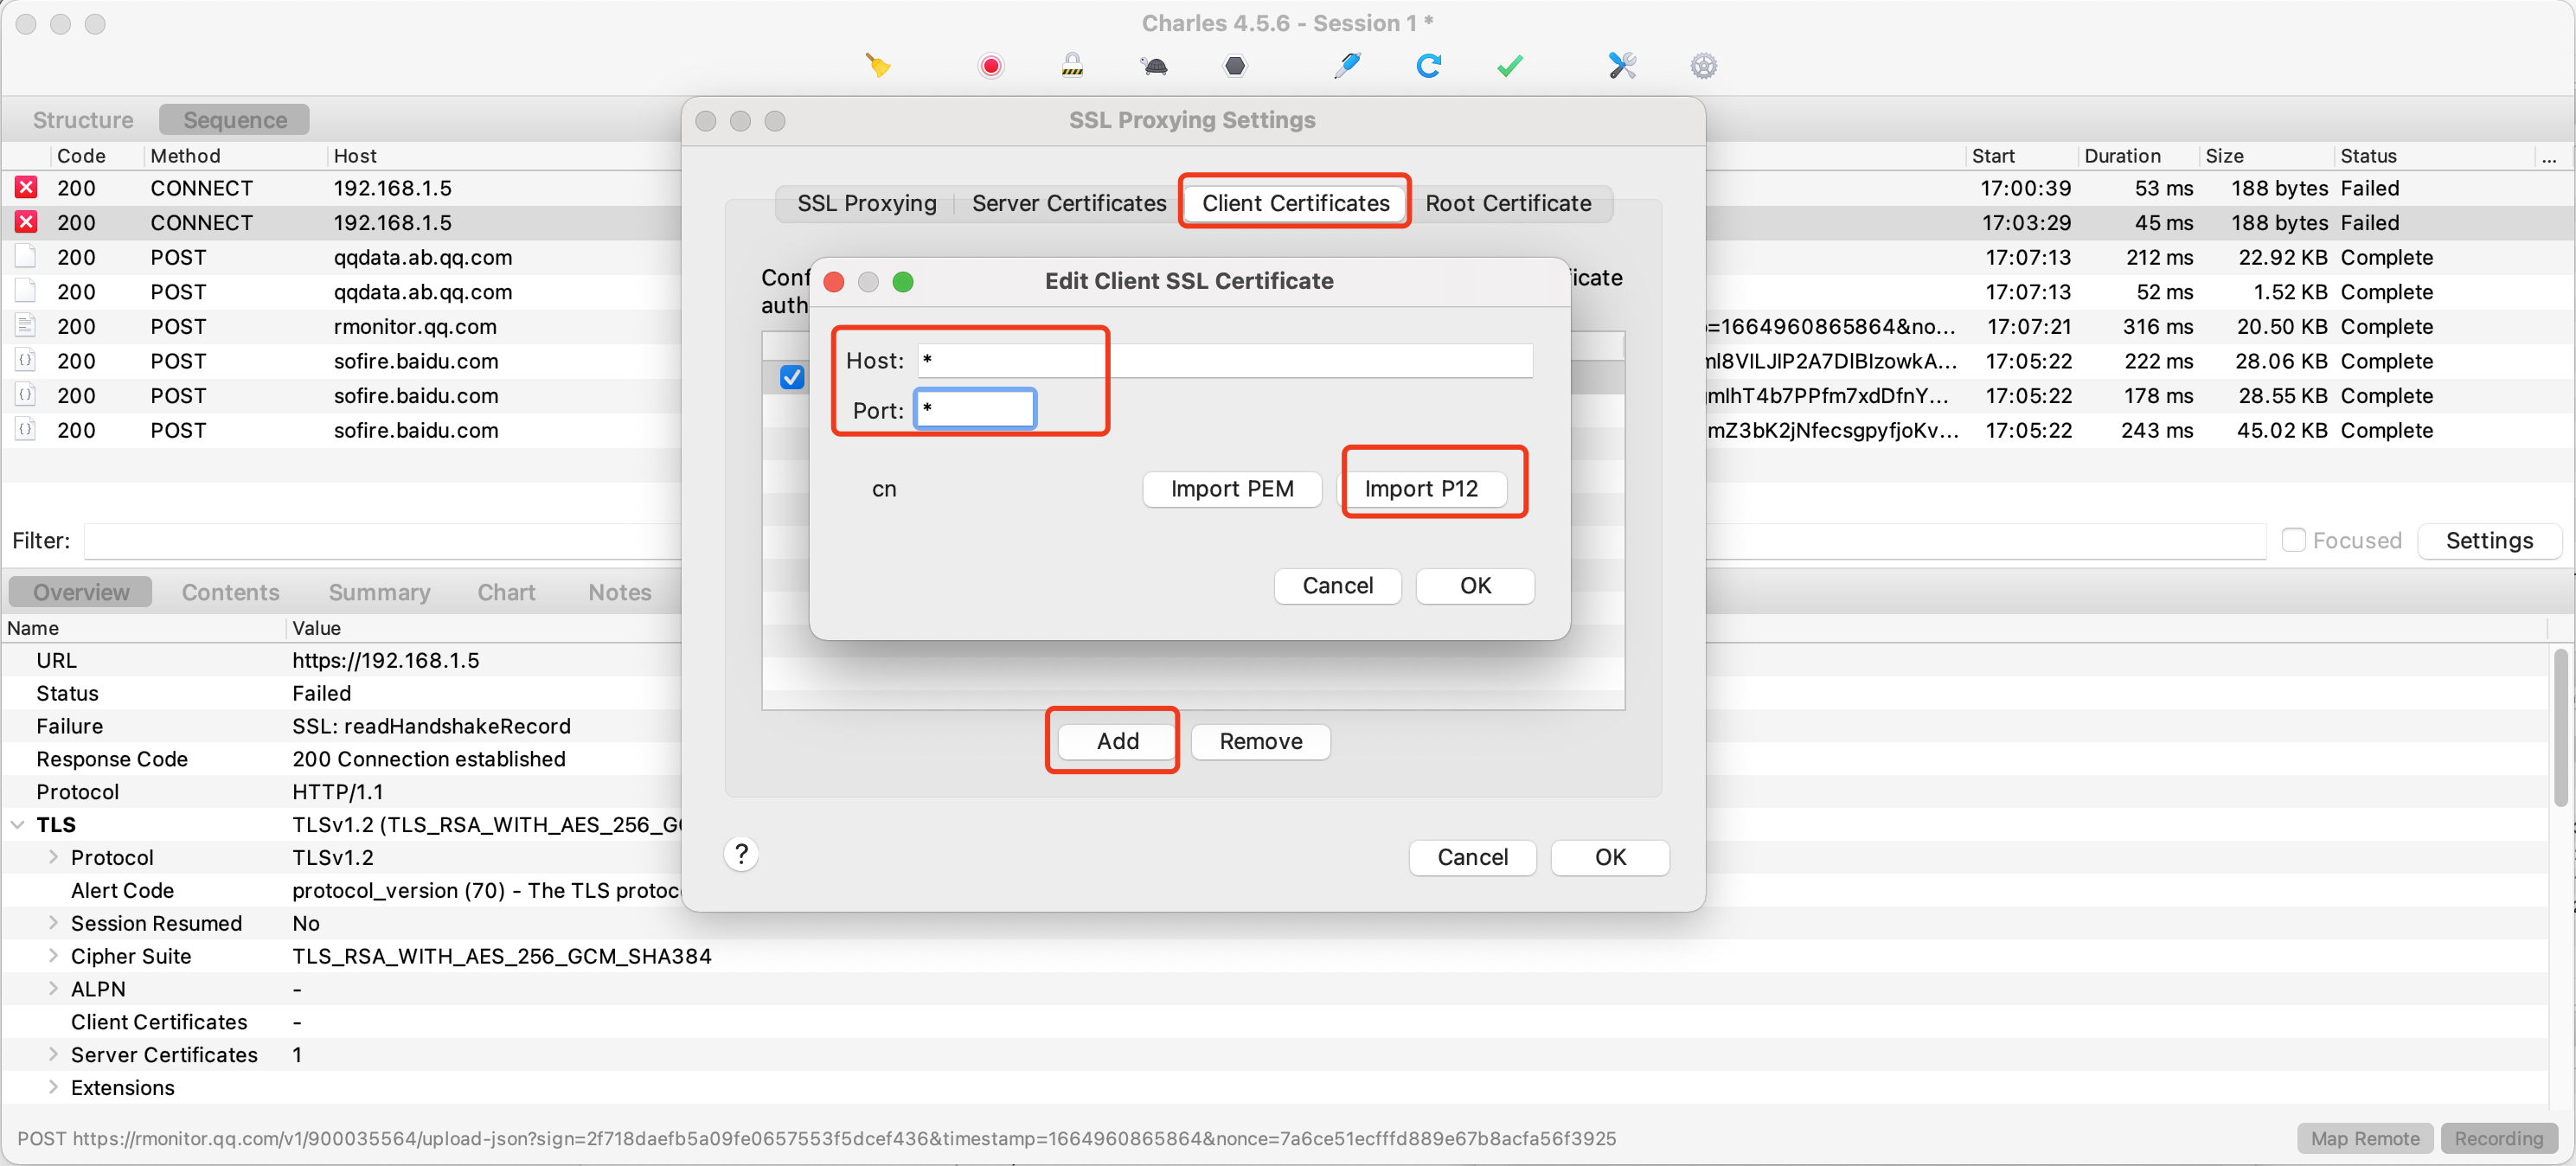 Charles 4.5.6 - Session 1 *
Structure Sequence
SSL Proxying Settings
Code Method Host Start Duration Size Status ...
200 CONNECT 192.168.1.5 17:00:39 53 ms 188 bytes Failed
200 CONNECT 192.168.1.5 17:03:29 45 ms 188 bytes Failed
200 POST qqdata.ab.qq.com 17:07:13 212 ms 22.92 KB Complete
200 POST qqdata.ab.qq.com 17:07:13 52 ms 1.52 KB Complete
200 POST rmonitor.qq.com =1664960865864&no... 17:07:21 316 ms 20.50 KB Complete
200 POST sofire.baidu.com 17:05:22 222 ms 28.06 KB Complete
200 POST sofire.baidu.com 17:05:22 178 ms 28.55 KB Complete
200 POST sofire.baidu.com 17:05:22 243 ms 45.02 KB Complete
SSL Proxying Server Certificates Client Certificates Root Certificate
Conf icate
auth
Edit Client SSL Certificate
Host: *
Port: *
cn Import PEM Import P12
Cancel OK
Add Remove
? Cancel OK
Filter: Focused Settings
Overview Contents Summary Chart Notes
Name Value
URL https://192.168.1.5
Status Failed
Failure SSL: readHandshakeRecord
Response Code 200 Connection established
Protocol HTTP/1.1
TLS TLSv1.2 (TLS_RSA_WITH_AES_256_G
Protocol TLSv1.2
Alert Code protocol_version (70) - The TLS protoc
Session Resumed No
Cipher Suite TLS_RSA_WITH_AES_256_GCM_SHA384
ALPN -
Client Certificates -
Server Certificates 1
Extensions
POST https://rmonitor.qq.com/v1/900035564/upload-json?sign=2f718daefb5a09fe0657553f5dcef436&timestamp=1664960865864&nonce=7a6ce51ecfffd889e67b8acfa56f3925
Map Remote Recording